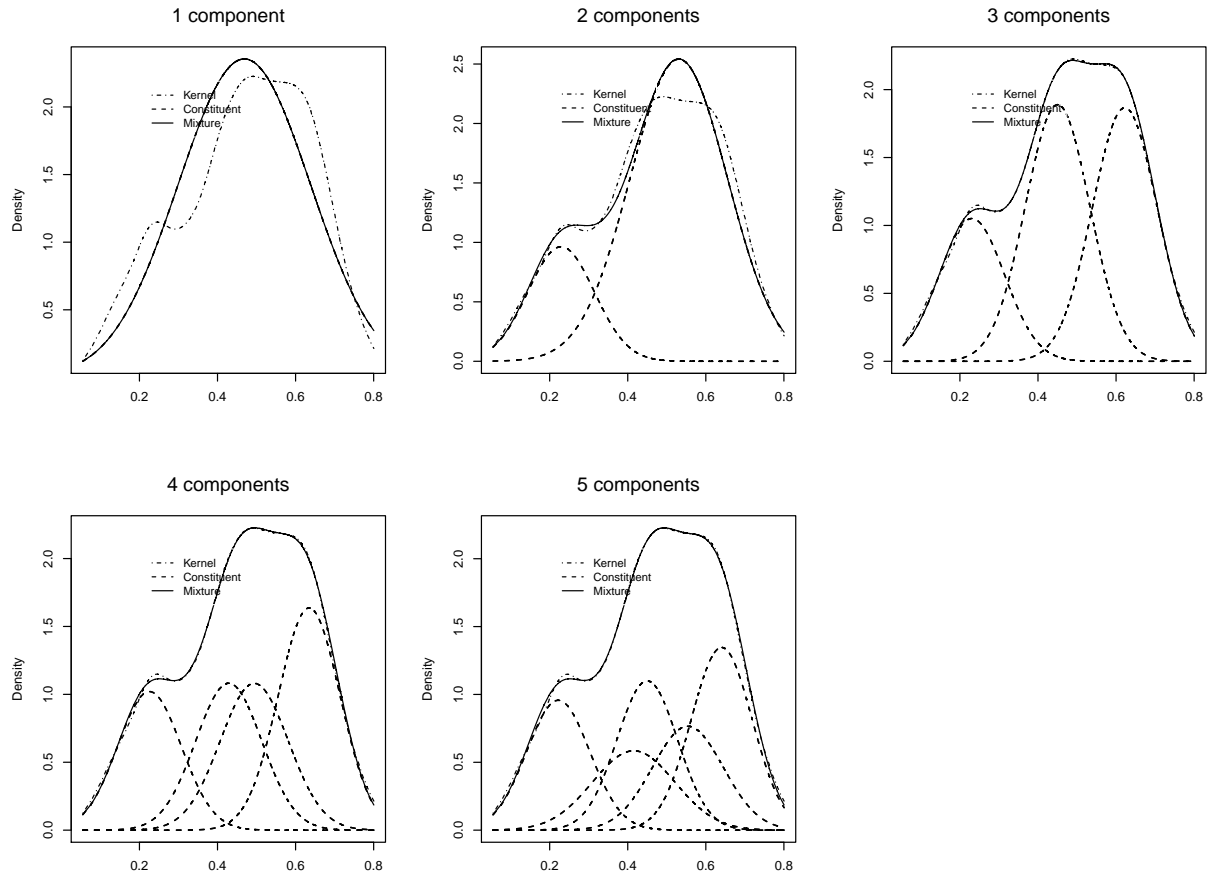 1 component
Density
0.5
1.0
1.5
2.0
0.2
0.4
0.6
0.8
Kernel
Constituent
Mixture
2 components
Density
0.0
0.5
1.0
1.5
2.0
2.5
0.2
0.4
0.6
0.8
Kernel
Constituent
Mixture
3 components
Density
0.0
0.5
1.0
1.5
2.0
0.2
0.4
0.6
0.8
Kernel
Constituent
Mixture
4 components
Density
0.0
0.5
1.0
1.5
2.0
0.2
0.4
0.6
0.8
Kernel
Constituent
Mixture
5 components
Density
0.0
0.5
1.0
1.5
2.0
0.2
0.4
0.6
0.8
Kernel
Constituent
Mixture